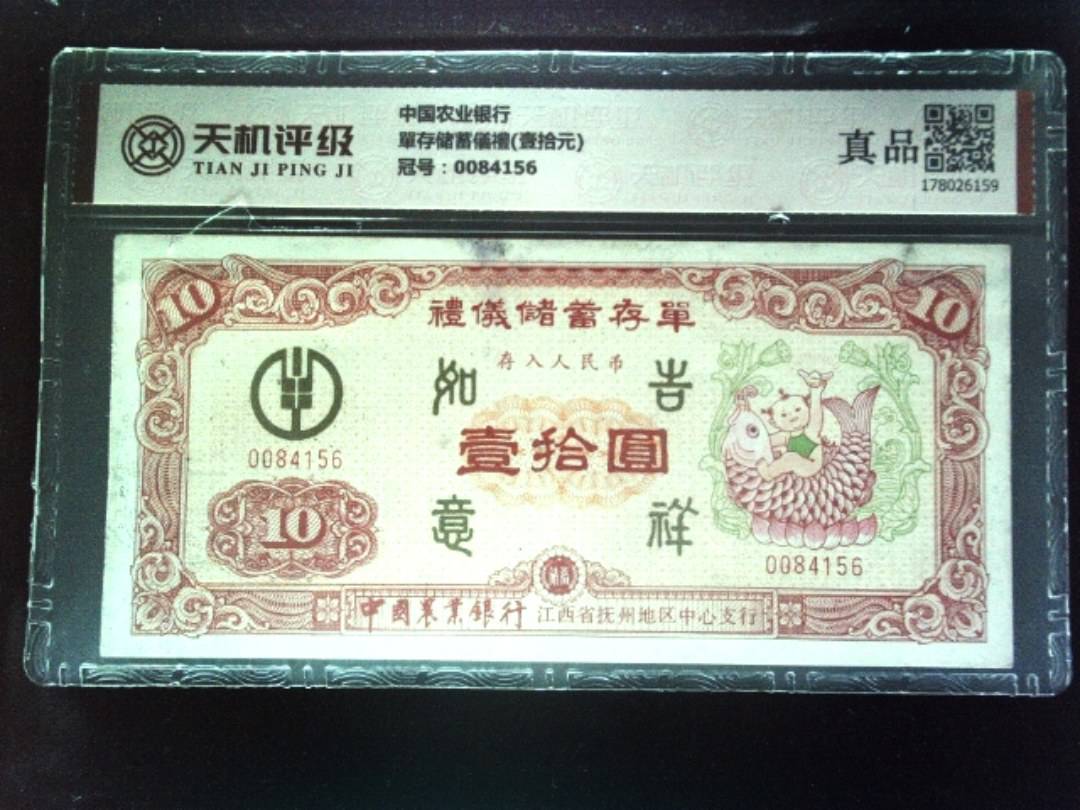 天机评级
TIAN JI PING JI
中国农业银行
單存储蓄儀禮(壹拾元)
冠号:0084156
真品
178026159
10
10
禮儀儲蓄存單
存入人民币
如 吉
壹拾圓
意 祥
0084156
10
0084156
中國農業銀行 江西省抚州地区中心支行